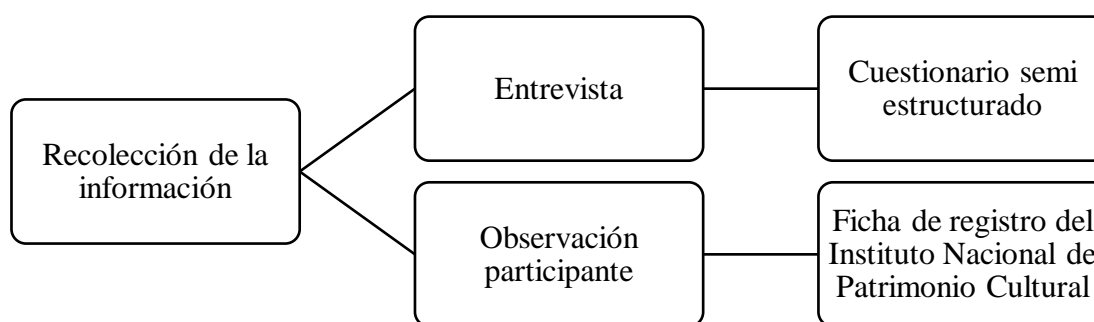 Recolección de la
información
Entrevista
Cuestionario semi
estructurado
Observación
participante
Ficha de registro del
Instituto Nacional de
Patrimonio Cultural